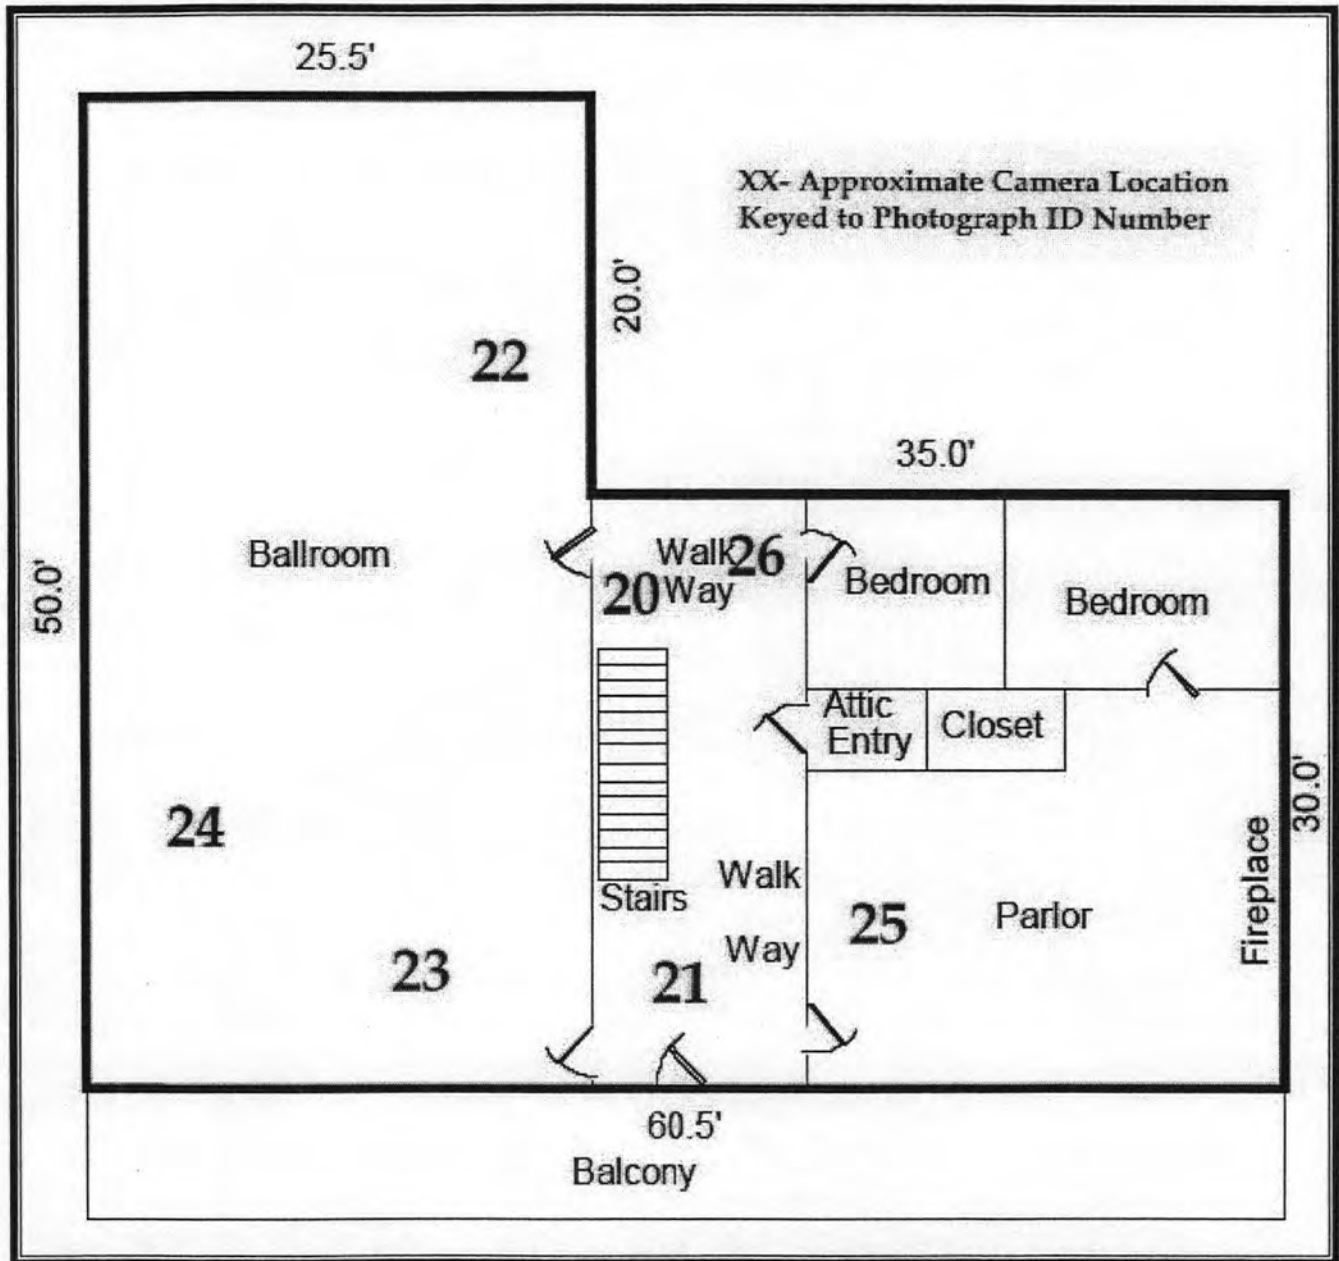 25.5'
XX- Approximate Camera Location
Keyed to Photograph ID Number
20.0'
22
35.0'
50.0'
Ballroom
Walk
26
20
Way
Bedroom
Bedroom
Attic
Entry
Closet
24
30.0'
Fireplace
Walk
Stairs
25
Parlor
Way
23
21
60.5'
Balcony